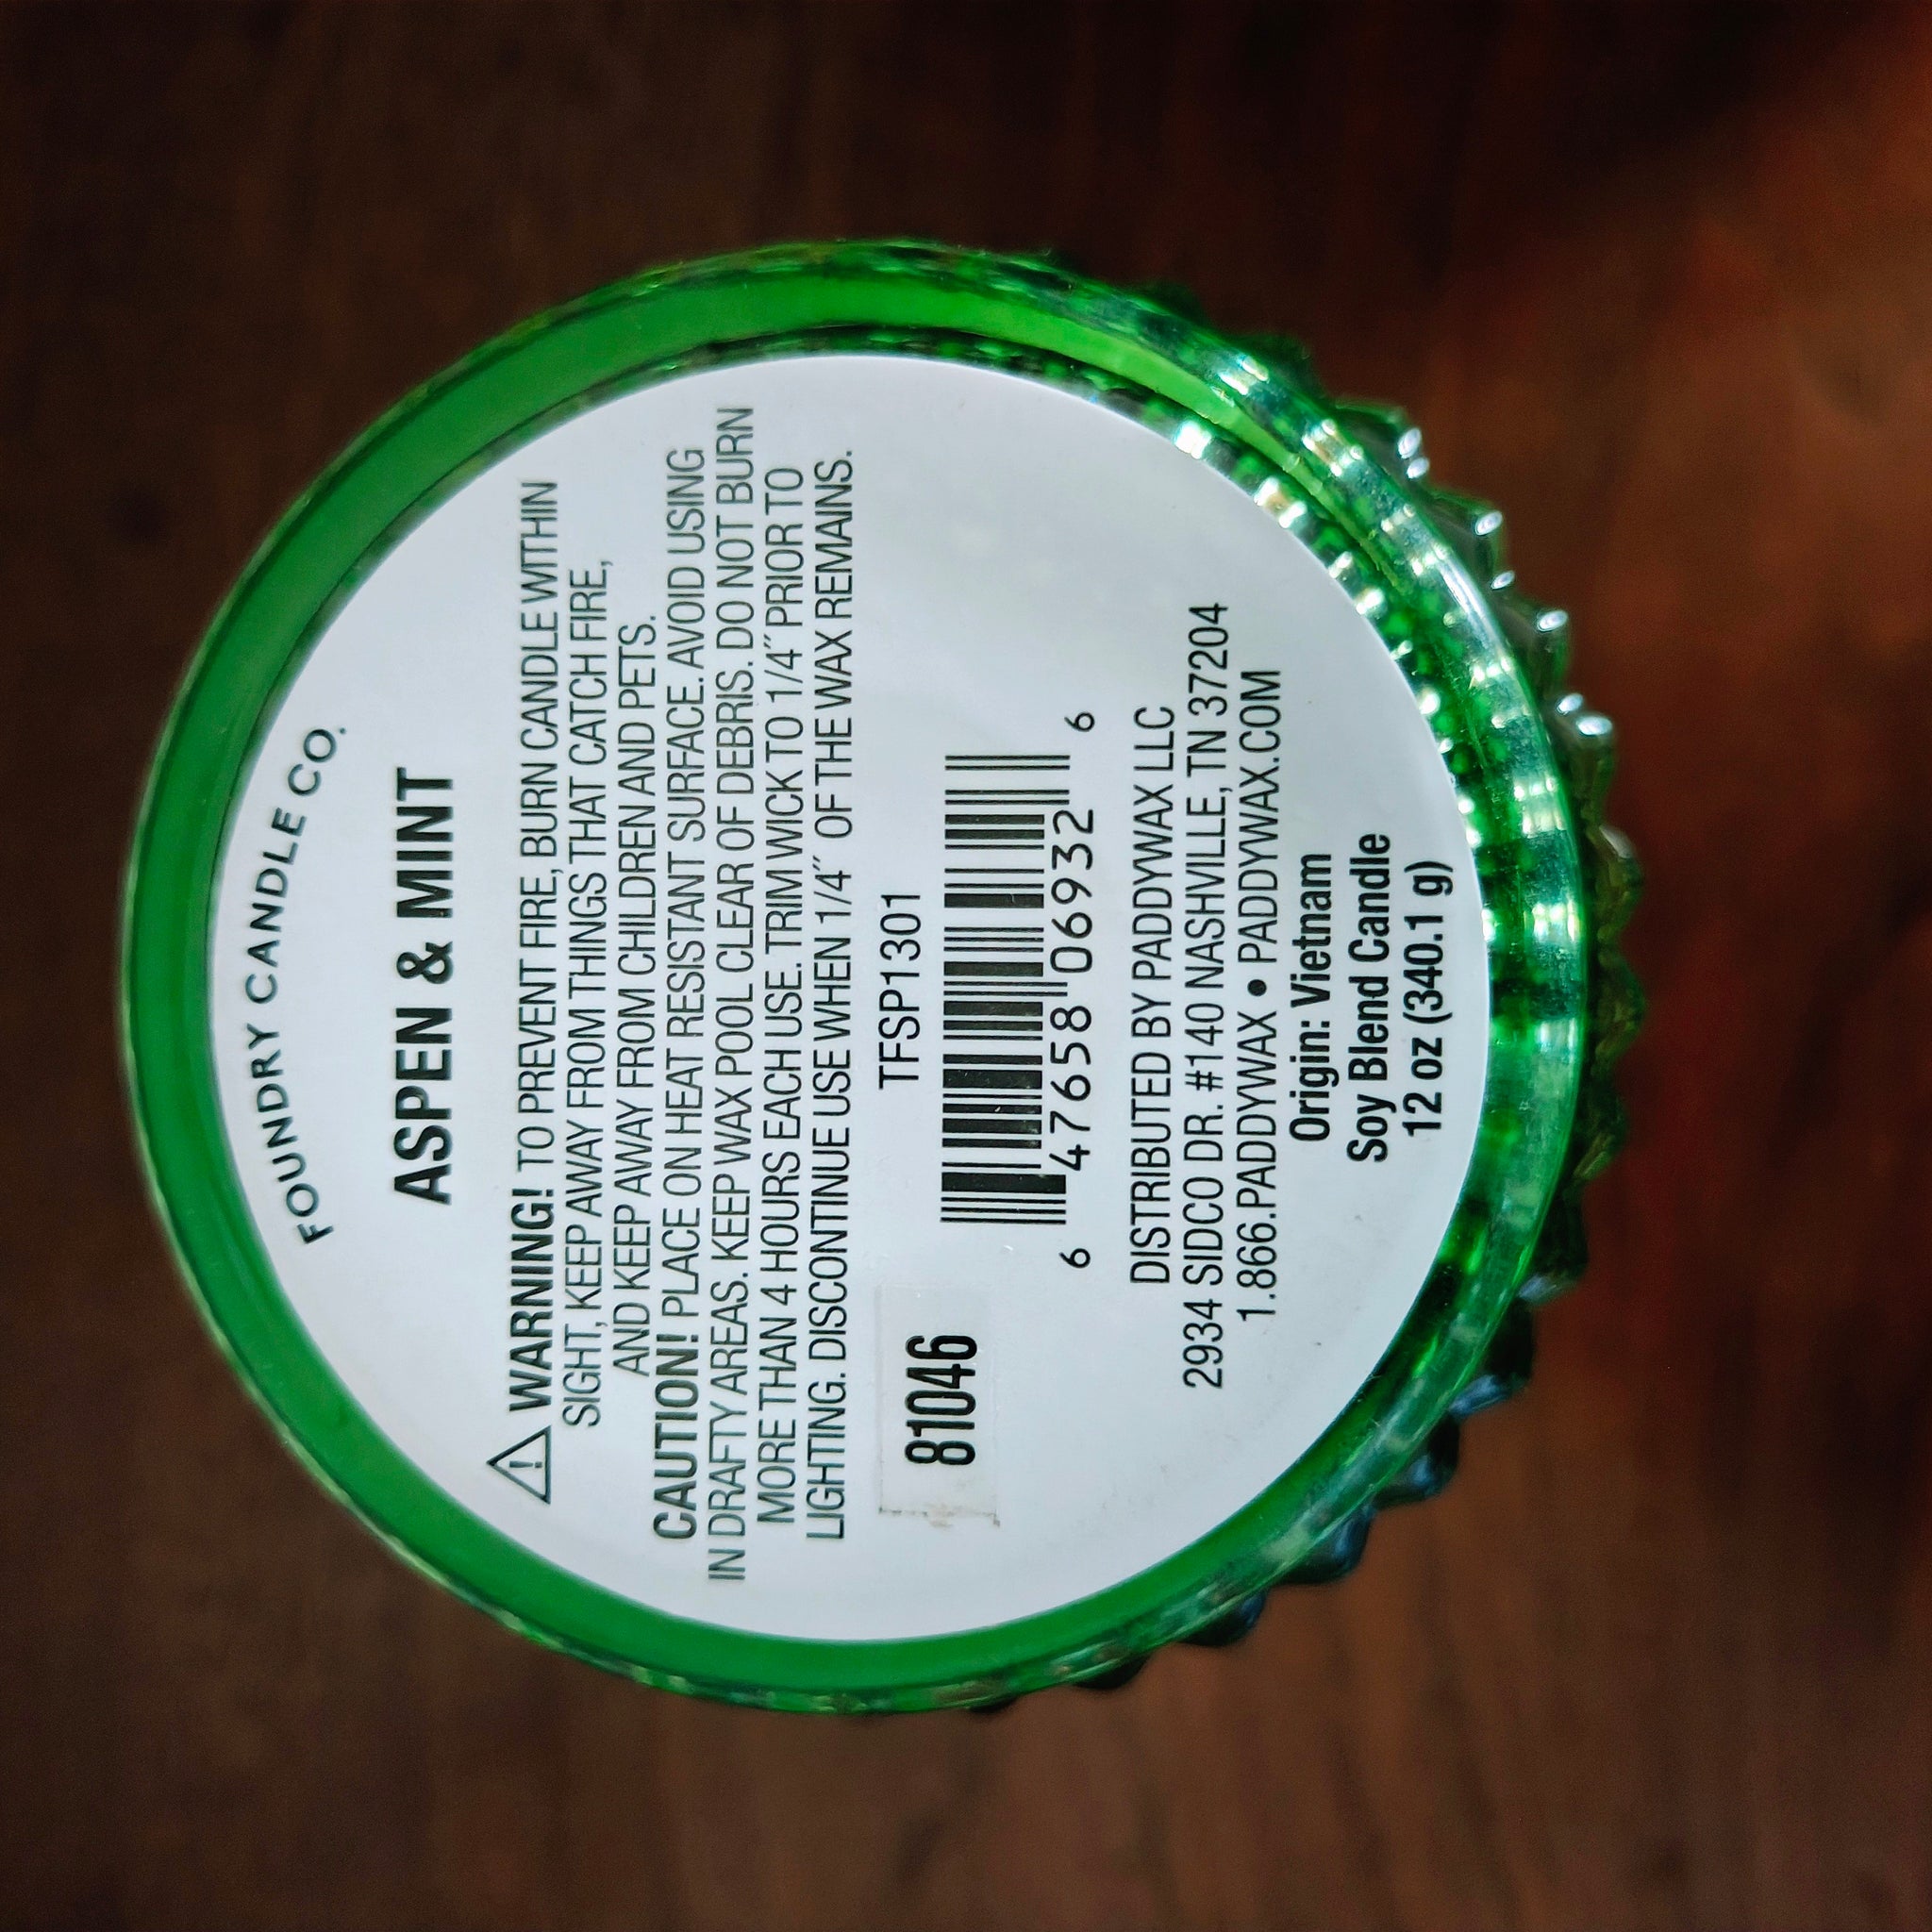 FOUNDRY CANDLE CO.
ASPEN & MINT
WARNING! TO PREVENT FIRE, BURN CANDLE WITHIN
SIGHT, KEEP AWAY FROM THINGS THAT CATCH FIRE,
AND KEEP AWAY FROM CHILDREN AND PETS.
CAUTION! PLACE ON HEAT RESISTANT SURFACE. AVOID USING
IN DRAFTY AREAS. KEEP WAX POOL CLEAR OF DEBRIS. DO NOT BURN
MORE THAN 4 HOURS EACH USE. TRIM WICK TO 1/4″ PRIOR TO
LIGHTING. DISCONTINUE USE WHEN 1/4″ OF THE WAX REMAINS.
TFSP1301
81046
6 47658 06932 6
DISTRIBUTED BY PADDYWAX LLC
2934 SIDCO DR. #140 NASHVILLE, TN 37204
1.866.PADDYWAX • PADDYWAX.COM
Origin: Vietnam
Soy Blend Candle
12 oz (340.1 g)